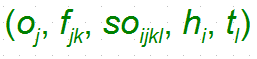 (oⱼ, fⱼₖ, soᵢⱼₖₗ, hᵢ, tₗ)